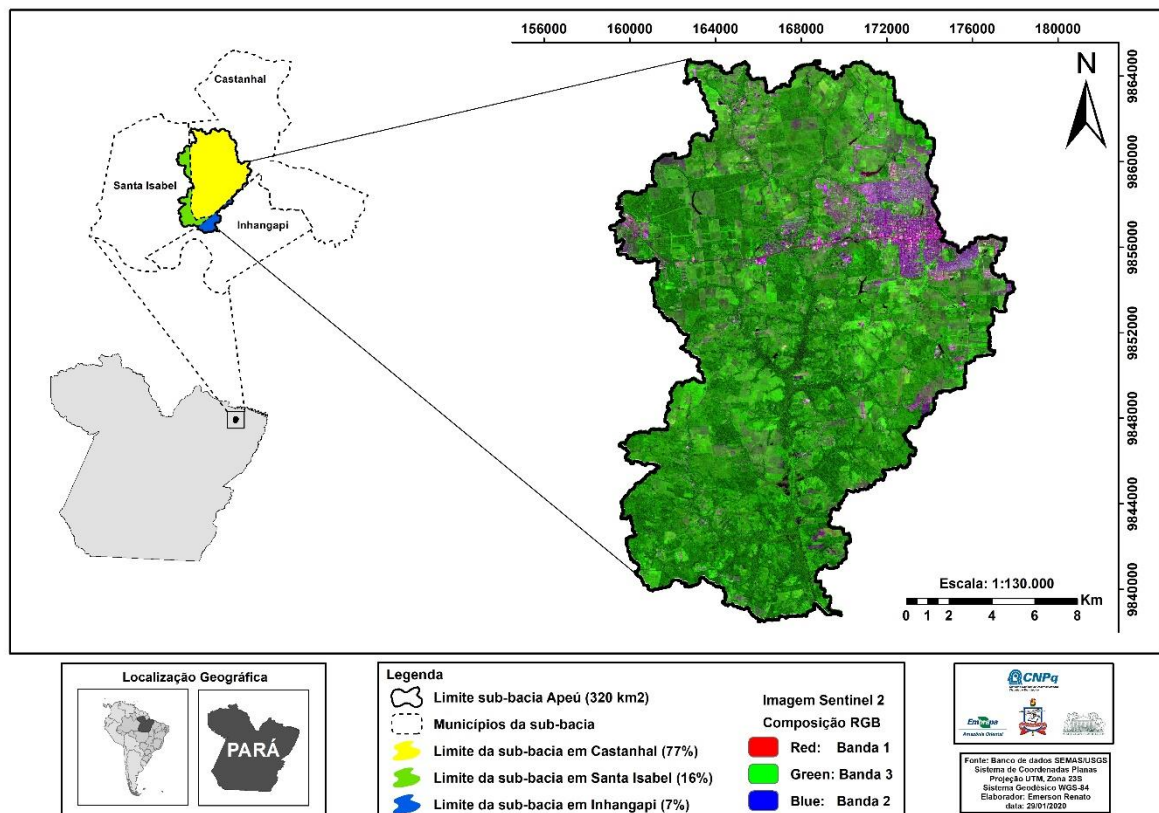 156000 160000 164000 168000 172000 176000 180000
N
9864000
9860000
9856000
9852000
9848000
9844000
9840000
Castanhal
Santa Isabel
Inhangapi
Escala: 1:130.000
0 1 2 4 6 8 Km
Localização Geográfica
PARÁ
Legenda
Limite sub-bacia Apeú (320 km2)
Municípios da sub-bacia
Limite da sub-bacia em Castanhal (77%)
Limite da sub-bacia em Santa Isabel (16%)
Limite da sub-bacia em Inhangapi (7%)
Imagem Sentinel 2
Composição RGB
Red: Banda 1
Green: Banda 3
Blue: Banda 2
CNPq
Embrapa
Amazônia Oriental
Fonte: Banco de dados SEMAS/USGS
Sistema de Coordenadas Planas
Projeção UTM, Zona 23S
Sistema Geodésico WGS-84
Elaborador: Emerson Renato
data: 29/01/2020